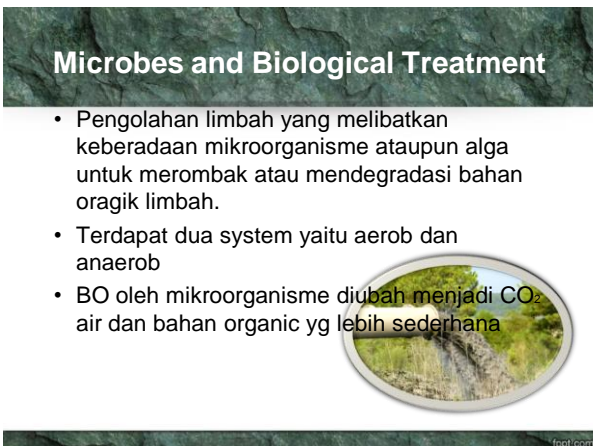 Microbes and Biological Treatment
• Pengolahan limbah yang melibatkan
keberadaan mikroorganisme ataupun alga
untuk merombak atau mendegradasi bahan
oragik limbah.
• Terdapat dua system yaitu aerob dan
anaerob
• BO oleh mikroorganisme diubah menjadi CO₂
air dan bahan organic yg lebih sederhana
fppt.com